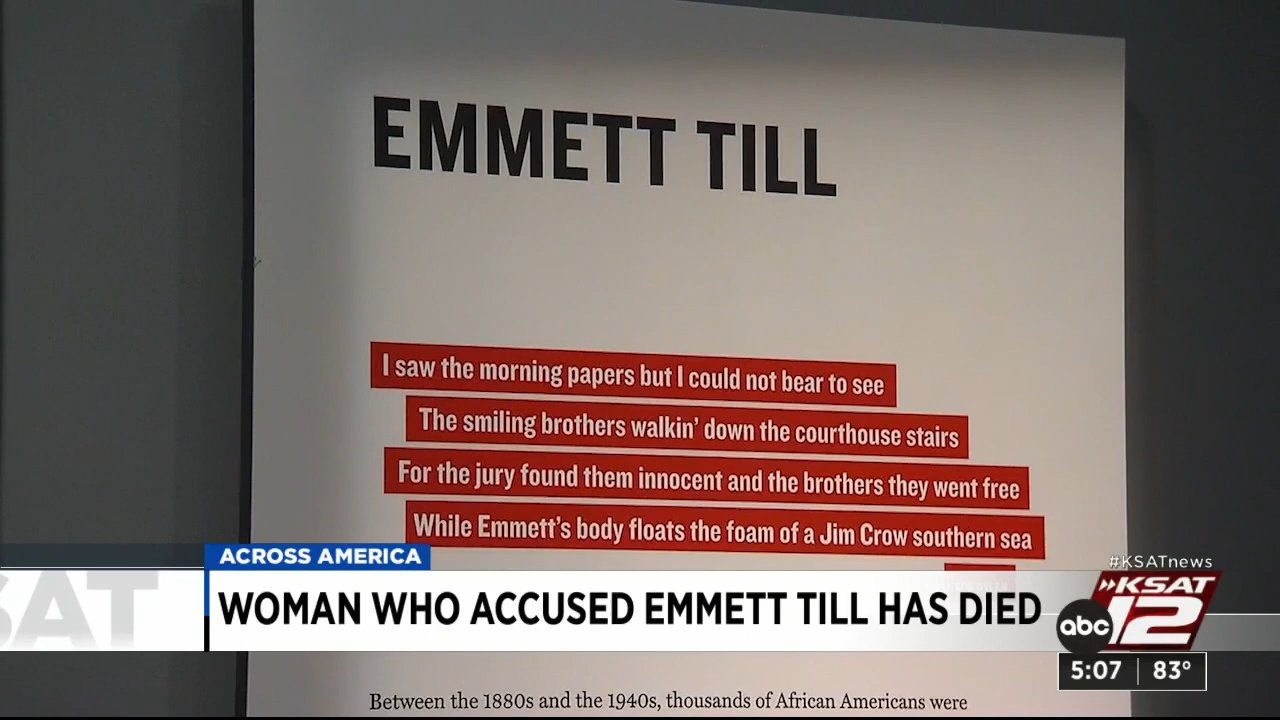 EMMETT TILL
I saw the morning papers but I could not bear to see
The smiling brothers walkin’ down the courthouse stairs
For the jury found them innocent and the brothers they went free
While Emmett’s body floats the foam of a Jim Crow southern sea
ACROSS AMERICA
#KSATnews
WOMAN WHO ACCUSED EMMETT TILL HAS DIED
SAT
abc
KSAT
12
5:07 83°
Between the 1880s and the 1940s, thousands of African Americans were